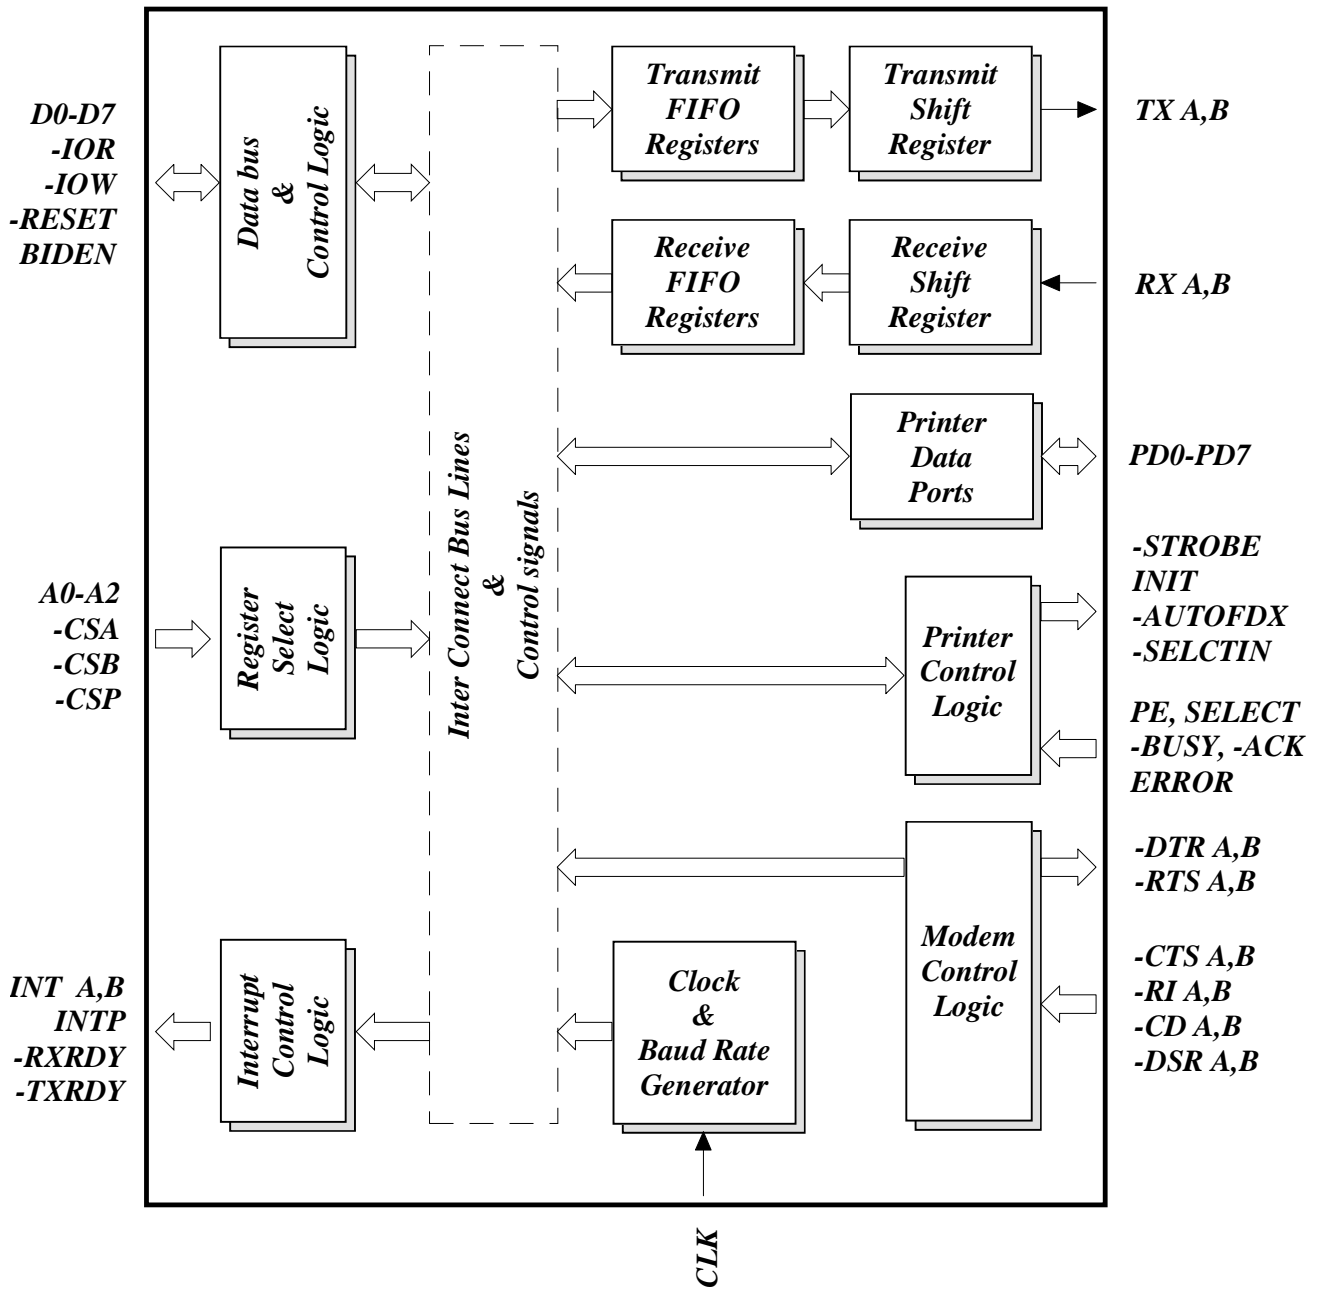 D0-D7
-IOR
-IOW
-RESET
BIDEN
Data bus
&
Control Logic
A0-A2
-CSA
-CSB
-CSP
Register
Select
Logic
INT A,B
INTP
-RXRDY
-TXRDY
Interrupt
Control
Logic
Inter Connect Bus Lines
&
Control signals
Transmit
FIFO
Registers
Transmit
Shift
Register
TX A,B
Receive
FIFO
Registers
Receive
Shift
Register
RX A,B
Printer
Data
Ports
PD0-PD7
Printer
Control
Logic
-STROBE
INIT
-AUTOFDX
-SELCTIN
PE, SELECT
-BUSY, -ACK
ERROR
Modem
Control
Logic
-DTR A,B
-RTS A,B
-CTS A,B
-RI A,B
-CD A,B
-DSR A,B
Clock
&
Baud Rate
Generator
CLK